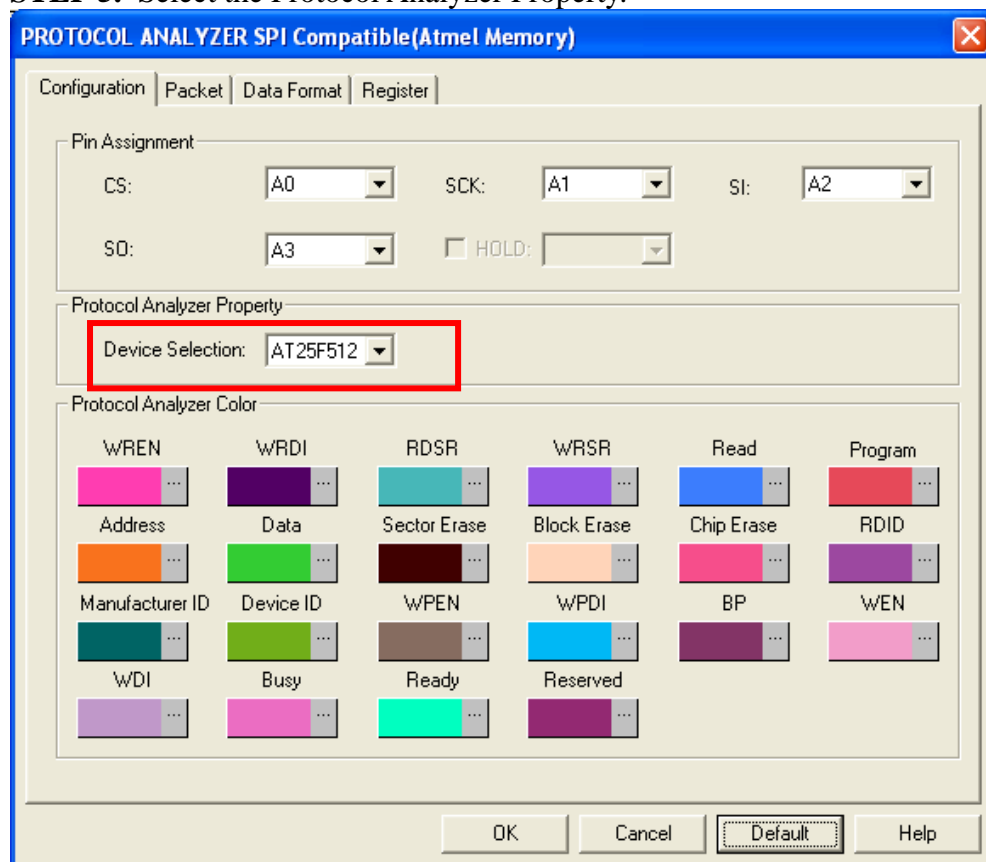 STEP 3. Select the Protocol Analyzer Property.
PROTOCOL ANALYZER SPI Compatible(Atmel Memory)
Configuration Packet Data Format Register
Pin Assignment
CS: A0 SCK: A1 SI: A2
SO: A3 HOLD:
Protocol Analyzer Property
Device Selection: AT25F512
Protocol Analyzer Color
WREN WRDI RDSR WRSR Read Program
... ... ... ... ... ...
Address Data Sector Erase Block Erase Chip Erase RDID
... ... ... ... ... ...
Manufacturer ID Device ID WPEN WPDI BP WEN
... ... ... ... ... ...
WDI Busy Ready Reserved
... ... ... ...
OK Cancel Default Help